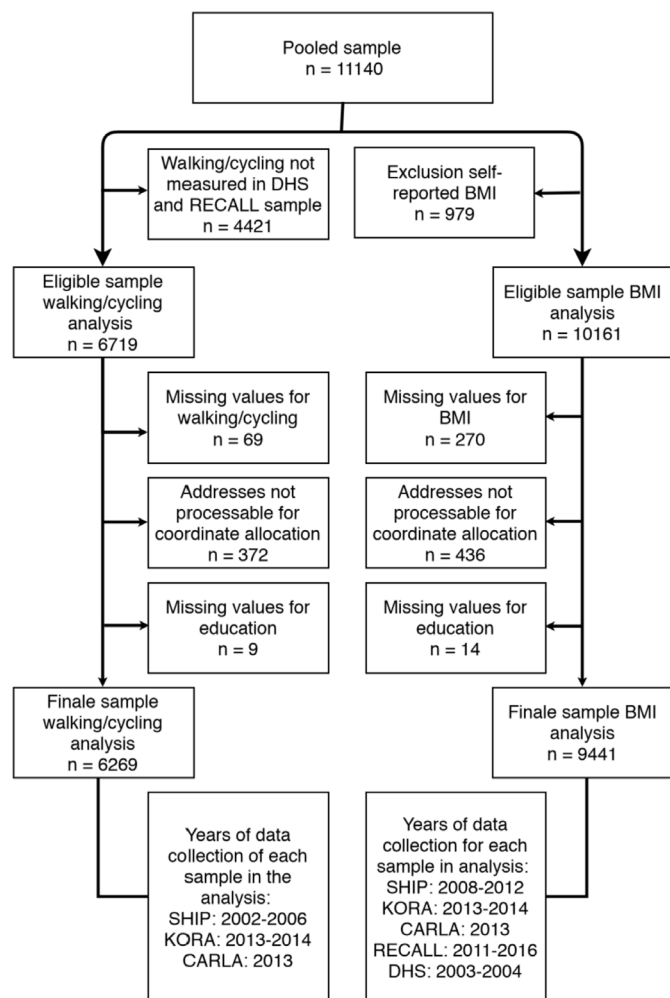 Pooled sample
n = 11140
Walking/cycling not
measured in DHS
and RECALL sample
n = 4421
Exclusion self-
reported BMI
n = 979
Eligible sample
walking/cycling
analysis
n = 6719
Eligible sample BMI
analysis
n = 10161
Missing values for
walking/cycling
n = 69
Missing values for
BMI
n = 270
Addresses not
processable for
coordinate allocation
n = 372
Addresses not
processable for
coordinate allocation
n = 436
Missing values for
education
n = 9
Missing values for
education
n = 14
Finale sample
walking/cycling
analysis
n = 6269
Finale sample BMI
analysis
n = 9441
Years of data
collection of each
sample in the
analysis:
SHIP: 2002-2006
KORA: 2013-2014
CARLA: 2013
Years of data
collection for each
sample in analysis:
SHIP: 2008-2012
KORA: 2013-2014
CARLA: 2013
RECALL: 2011-2016
DHS: 2003-2004